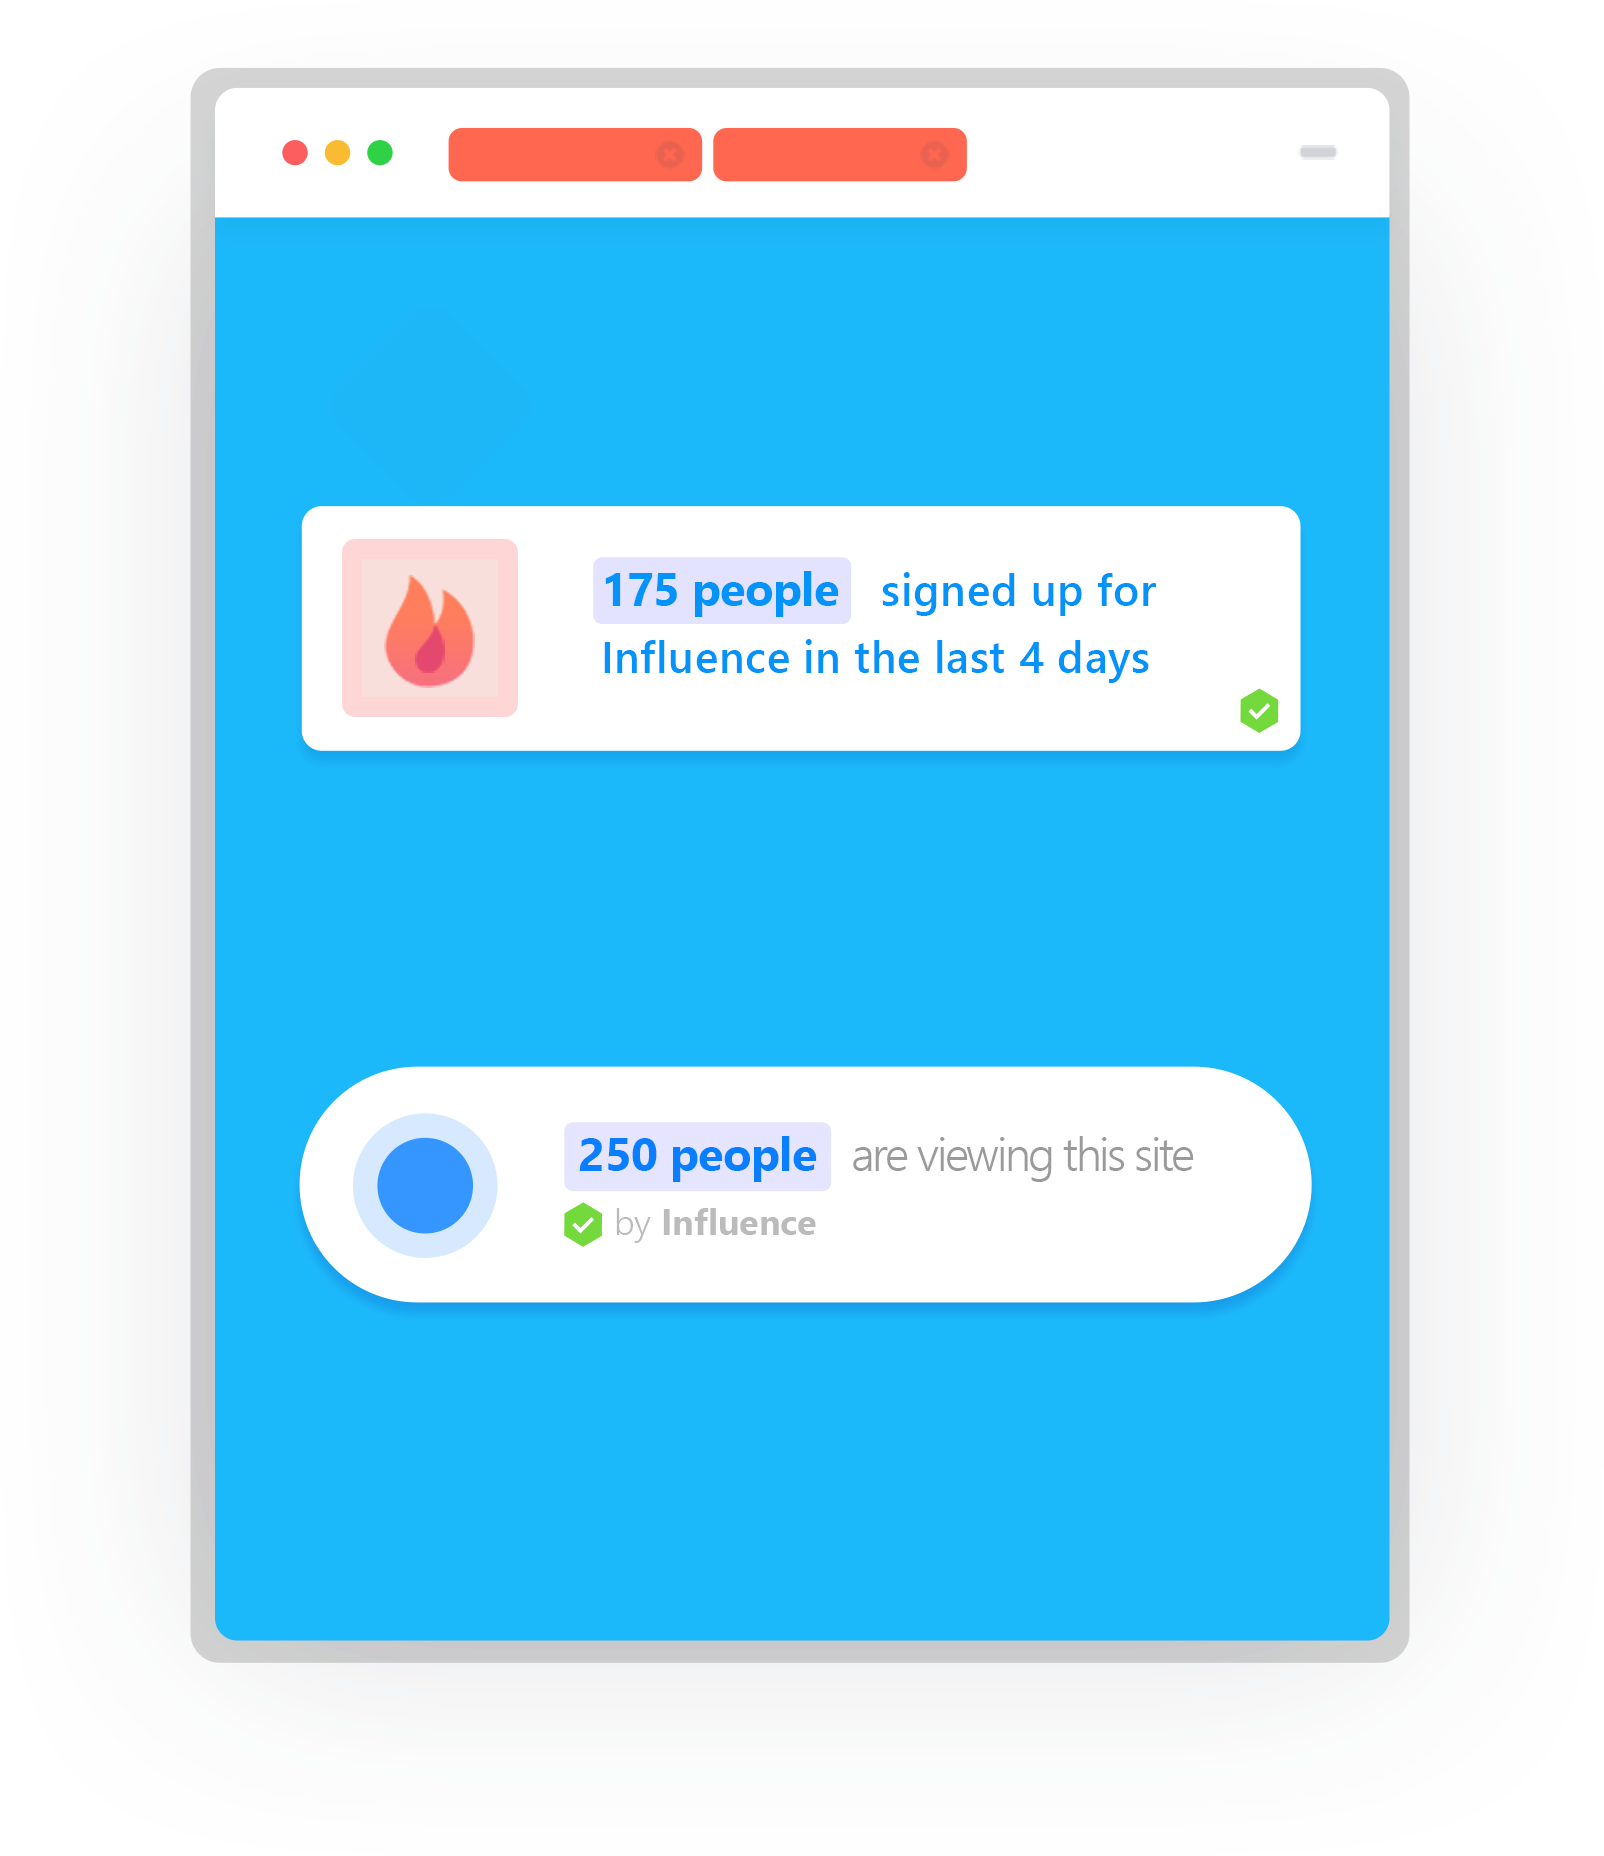 175 people signed up for
Influence in the last 4 days
250 people are viewing this site
by Influence